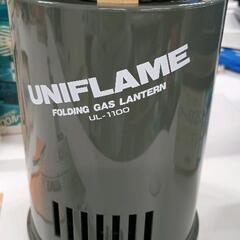 UNIFLAME
FOLDING GAS LANTERN
UL-1100